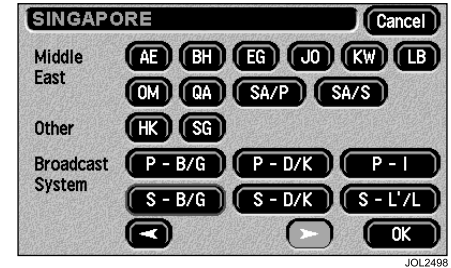 SINGAPORE Cancel
Middle East AE BH EG JO KW LB
OM QA SA/P SA/S
Other HK SG
Broadcast System P - B/G P - D/K P - I
S - B/G S - D/K S - L'/L
< > OK
JOL2498